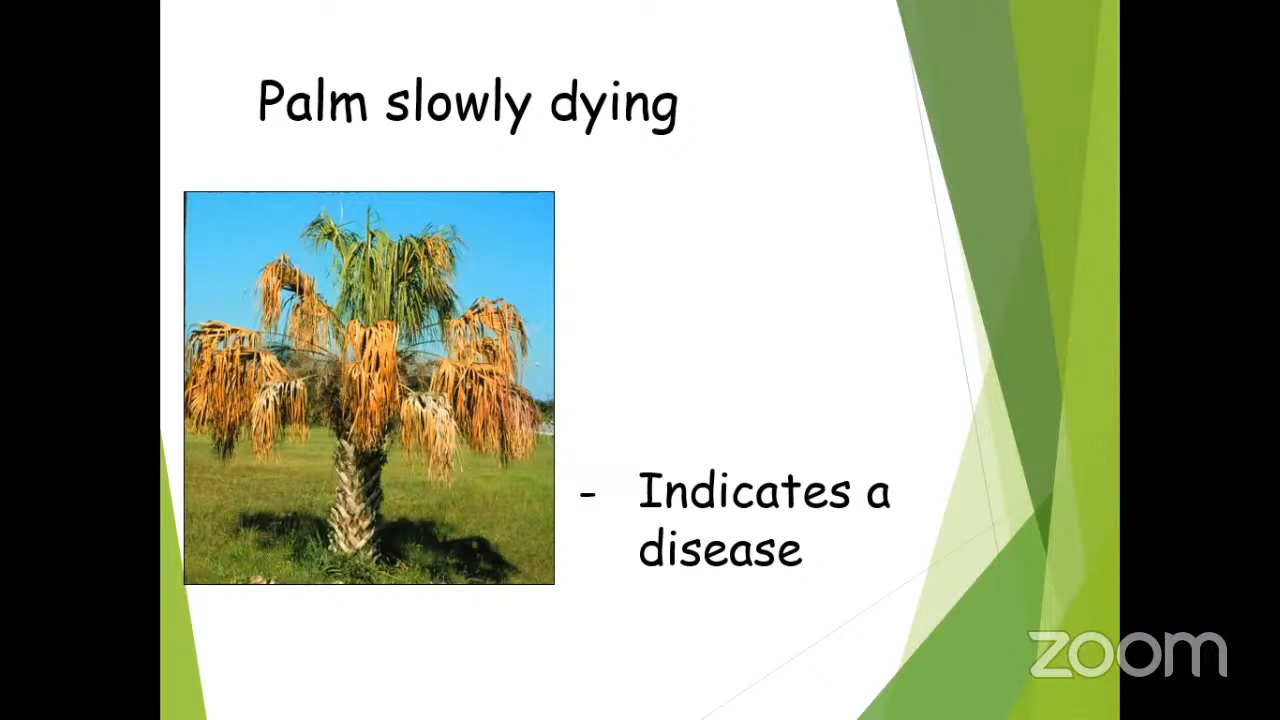 Palm slowly dying
- Indicates a
disease
zoom